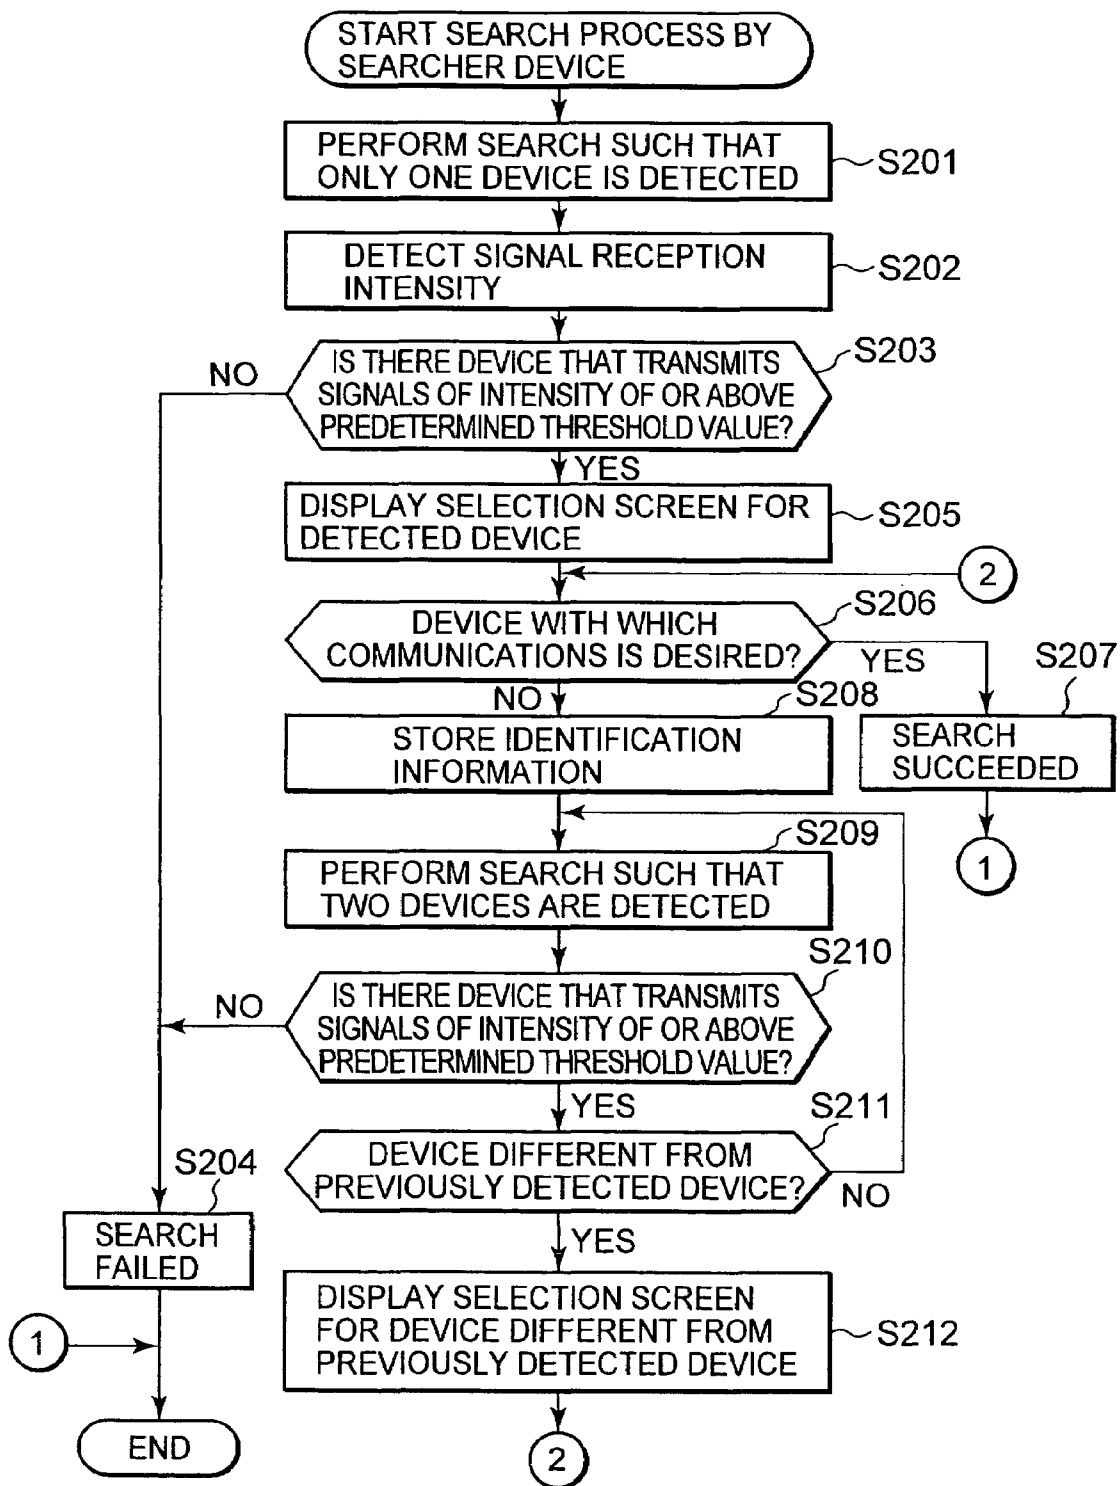 START SEARCH PROCESS BY
SEARCHER DEVICE
PERFORM SEARCH SUCH THAT
ONLY ONE DEVICE IS DETECTED
S201
DETECT SIGNAL RECEPTION
INTENSITY
S202
IS THERE DEVICE THAT TRANSMITS
SIGNALS OF INTENSITY OF OR ABOVE
PREDETERMINED THRESHOLD VALUE?
S203
NO
YES
DISPLAY SELECTION SCREEN FOR
DETECTED DEVICE
S205
2
DEVICE WITH WHICH
COMMUNICATIONS IS DESIRED?
S206
YES
NO
S207
SEARCH
SUCCEEDED
1
S208
STORE IDENTIFICATION
INFORMATION
S209
PERFORM SEARCH SUCH THAT
TWO DEVICES ARE DETECTED
S210
IS THERE DEVICE THAT TRANSMITS
SIGNALS OF INTENSITY OF OR ABOVE
PREDETERMINED THRESHOLD VALUE?
NO
YES
S211
DEVICE DIFFERENT FROM
PREVIOUSLY DETECTED DEVICE?
NO
YES
S204
SEARCH
FAILED
DISPLAY SELECTION SCREEN
FOR DEVICE DIFFERENT FROM
PREVIOUSLY DETECTED DEVICE
S212
1
END
2